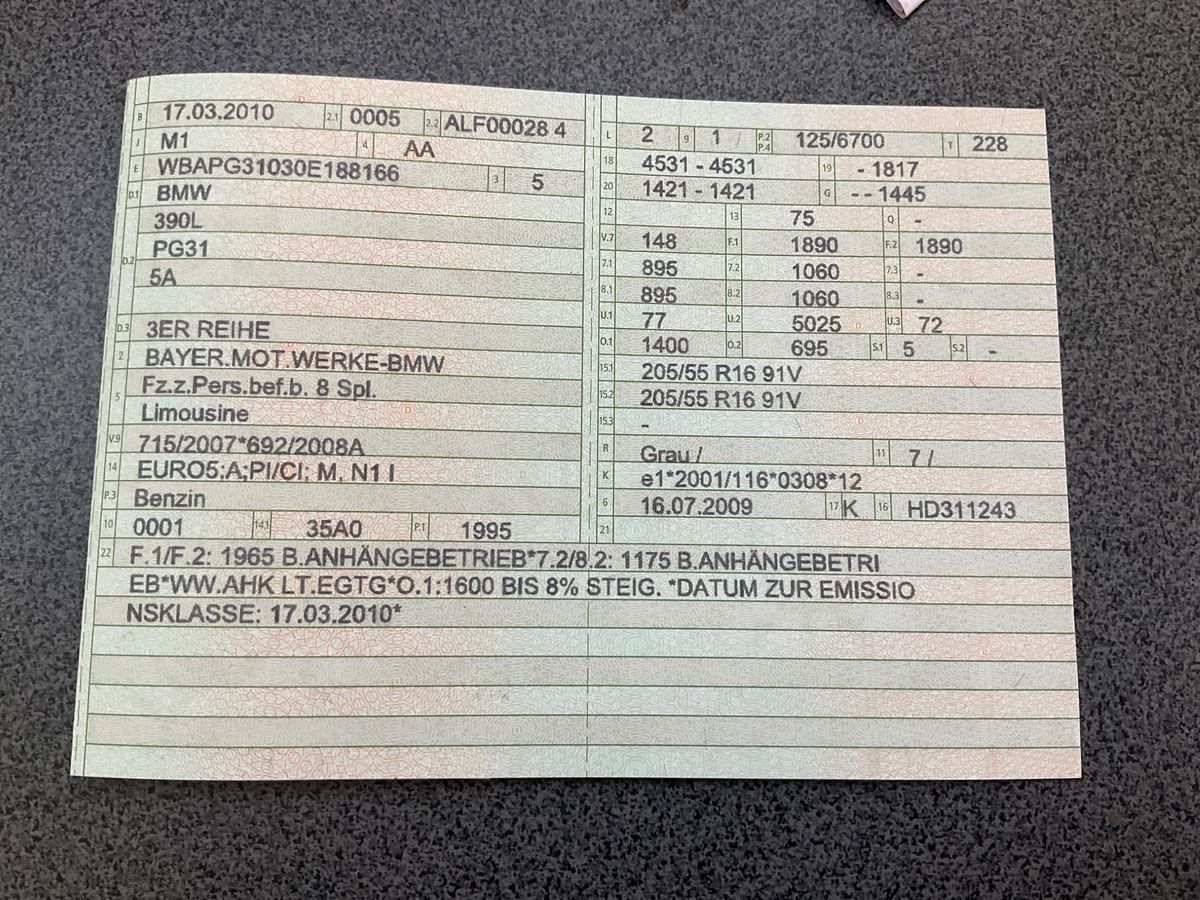 B 17.03.2010 2.1 0005 2.2 ALF00028 4
J M1 4 AA
E WBAPG31030E188166 3 5
D.1 BMW
390L
D.2 PG31
5A
D.3 3ER REIHE
2 BAYER.MOT.WERKE-BMW
5 Fz.z.Pers.bef.b. 8 Spl.
Limousine
V.9 715/2007*692/2008A
14 EURO5;A;PI/CI; M, N1 I
P.3 Benzin
10 0001 14.1 35A0 P.1 1995
L 2 9 1 / P.2 P.4 125/6700 T 228
18 4531 - 4531 19 - 1817
20 1421 - 1421 G - - 1445
12 13 75 Q -
V.7 148 F.1 1890 F.2 1890
7.1 895 7.2 1060 7.3 -
8.1 895 8.2 1060 8.3 -
U.1 77 U.2 5025 U.3 72
O.1 1400 O.2 695 S.1 5 S.2 -
15.1 205/55 R16 91V
15.2 205/55 R16 91V
15.3 -
R Grau / 11 7 /
K e1*2001/116*0308*12
6 16.07.2009 17 K 16 HD311243
21
22 F.1/F.2: 1965 B.ANHÄNGEBETRIEB*7.2/8.2: 1175 B.ANHÄNGEBETRI
EB*WW.AHK LT.EGTG*O.1:1600 BIS 8% STEIG. *DATUM ZUR EMISSIO
NSKLASSE: 17.03.2010*